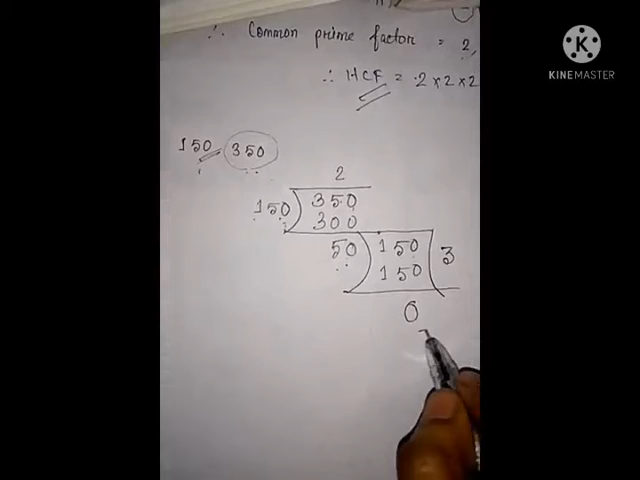 ∴ Common prime factor = 2,
∴ HCF = 2×2×2
150 350
2
150) 350
300
50) 150 (3
150
0
K
KINEMASTER